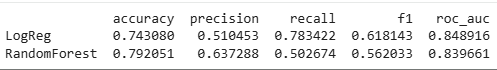 accuracy precision recall f1 roc_auc
LogReg 0.743080 0.510453 0.783422 0.618143 0.848916
RandomForest 0.792051 0.637288 0.502674 0.562033 0.839661